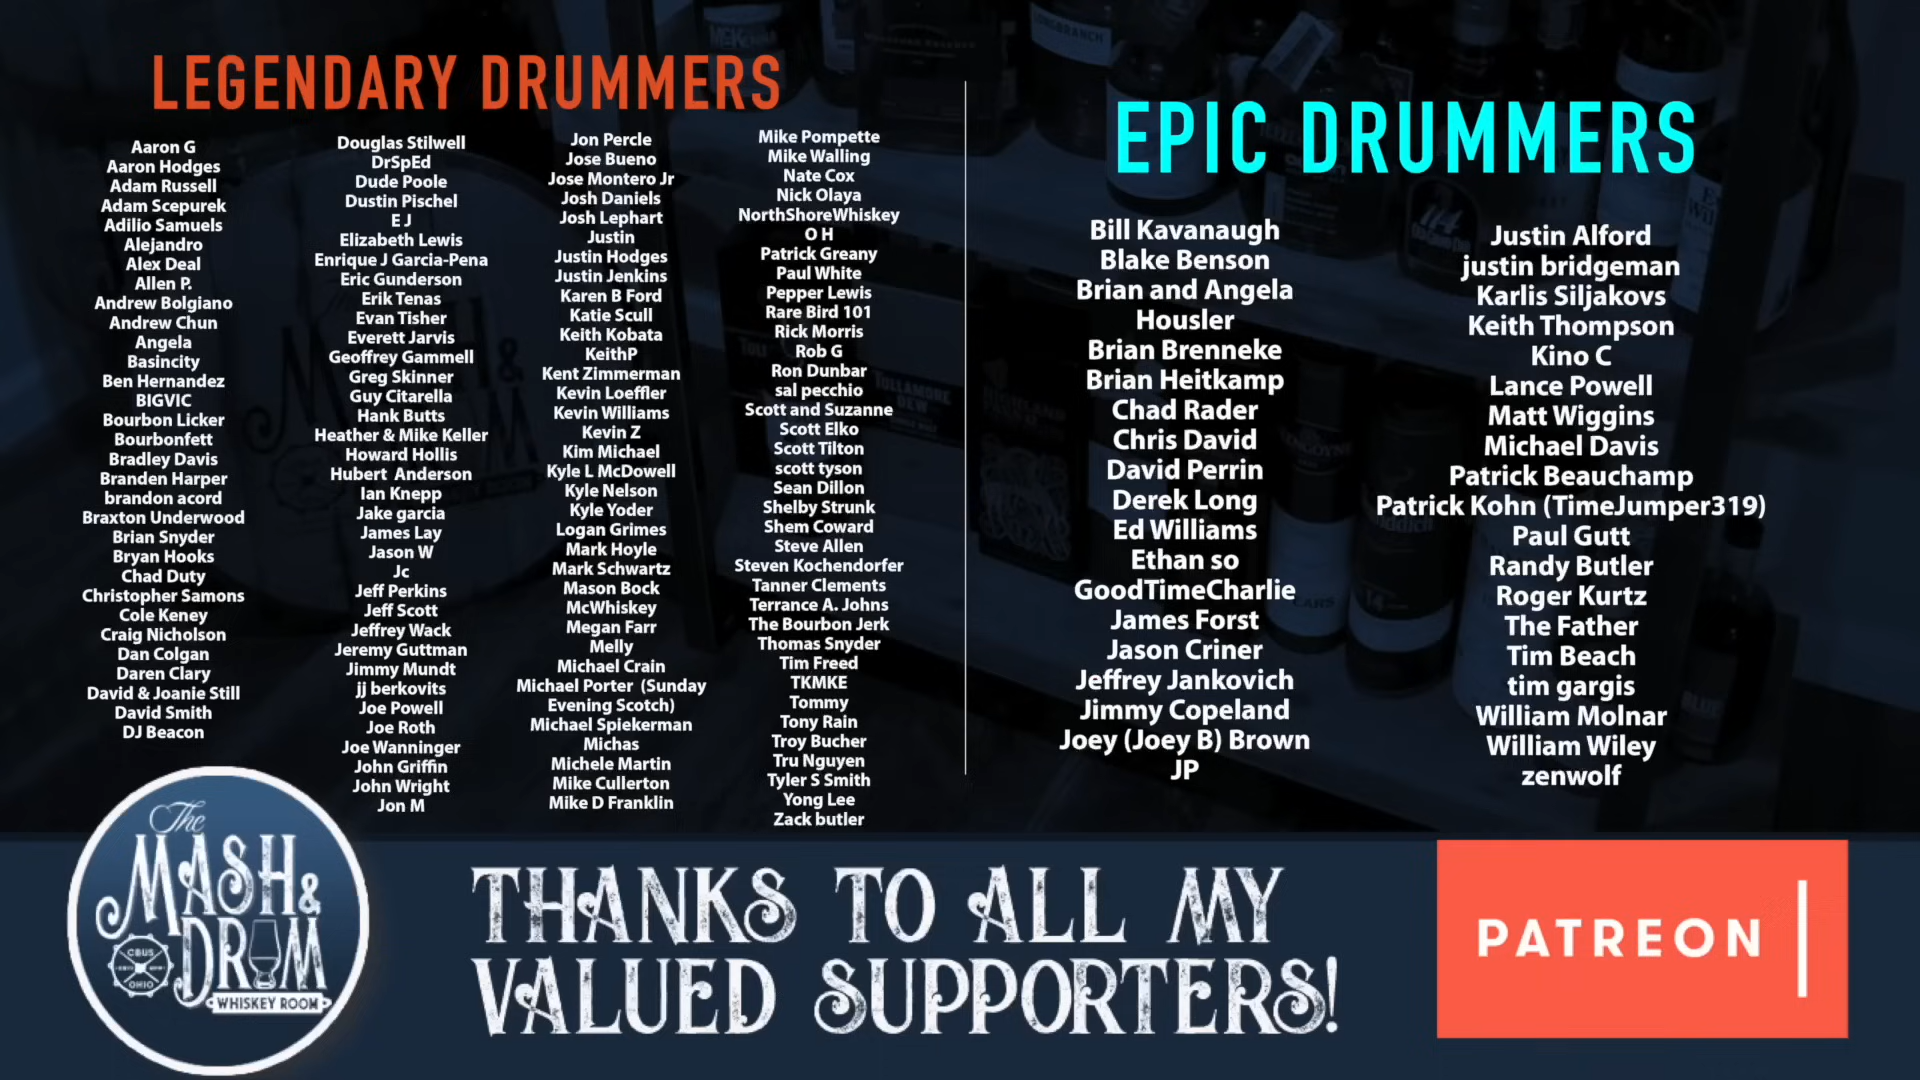 LEGENDARY DRUMMERS
Aaron G
Aaron Hodges
Adam Russell
Adam Scepurek
Adilio Samuels
Alejandro
Alex Deal
Allen P.
Andrew Bolgiano
Andrew Chun
Angela
Basincity
Ben Hernandez
BIGVIC
Bourbon Licker
Bourbonfett
Bradley Davis
Branden Harper
brandon acord
Braxton Underwood
Brian Snyder
Bryan Hooks
Chad Duty
Christopher Samons
Cole Keney
Craig Nicholson
Dan Colgan
Daren Clary
David & Joanie Still
David Smith
DJ Beacon
Douglas Stilwell
DrSpEd
Dude Poole
Dustin Pischel
E J
Elizabeth Lewis
Enrique J Garcia-Pena
Eric Gunderson
Erik Tenas
Evan Tisher
Everett Jarvis
Geoffrey Gammell
Greg Skinner
Guy Citarella
Hank Butts
Heather & Mike Keller
Howard Hollis
Hubert  Anderson
Ian Knepp
Jake garcia
James Lay
Jason W
Jc
Jeff Perkins
Jeff Scott
Jeffrey Wack
Jeremy Guttman
Jimmy Mundt
jj berkovits
Joe Powell
Joe Roth
Joe Wanninger
John Griffin
John Wright
Jon M
Jon Percle
Jose Bueno
Jose Montero Jr
Josh Daniels
Josh Lephart
Justin
Justin Hodges
Justin Jenkins
Karen B Ford
Katie Scull
Keith Kobata
KeithP
Kent Zimmerman
Kevin Loeffler
Kevin Williams
Kevin Z
Kim Michael
Kyle L McDowell
Kyle Nelson
Kyle Yoder
Logan Grimes
Mark Hoyle
Mark Schwartz
Mason Bock
McWhiskey
Megan Farr
Melly
Michael Crain
Michael Porter  (Sunday
Evening Scotch)
Michael Spiekerman
Michas
Michele Martin
Mike Cullerton
Mike D Franklin
Mike Pompette
Mike Walling
Nate Cox
Nick Olaya
NorthShoreWhiskey
O H
Patrick Greany
Paul White
Pepper Lewis
Rare Bird 101
Rick Morris
Rob G
Ron Dunbar
sal pecchio
Scott and Suzanne
Scott Elko
Scott Tilton
scott tyson
Sean Dillon
Shelby Strunk
Shem Coward
Steve Allen
Steven Kochendorfer
Tanner Clements
Terrance A. Johns
The Bourbon Jerk
Thomas Snyder
Tim Freed
TKMKE
Tommy
Tony Rain
Troy Bucher
Tru Nguyen
Tyler S Smith
Yong Lee
Zack butler
EPIC DRUMMERS
Bill Kavanaugh
Blake Benson
Brian and Angela
Housler
Brian Brenneke
Brian Heitkamp
Chad Rader
Chris David
David Perrin
Derek Long
Ed Williams
Ethan so
GoodTimeCharlie
James Forst
Jason Criner
Jeffrey Jankovich
Jimmy Copeland
Joey (Joey B) Brown
JP
Justin Alford
justin bridgeman
Karlis Siljakovs
Keith Thompson
Kino C
Lance Powell
Matt Wiggins
Michael Davis
Patrick Beauchamp
Patrick Kohn (TimeJumper319)
Paul Gutt
Randy Butler
Roger Kurtz
The Father
Tim Beach
tim gargis
William Molnar
William Wiley
zenwolf
The
MASH &
DRUM
CBUS
OHIO
WHISKEY ROOM
THANKS TO ALL MY
VALUED SUPPORTERS!
PATREON